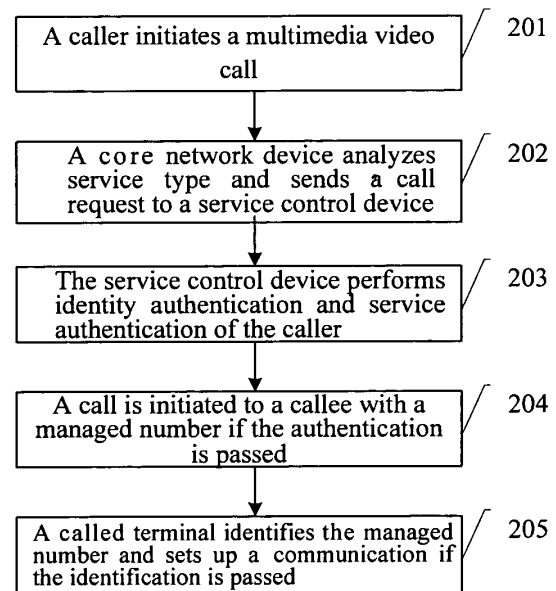 A caller initiates a multimedia video
call
201
A core network device analyzes
service type and sends a call
request to a service control device
202
The service control device performs
identity authentication and service
authentication of the caller
203
A call is initiated to a callee with a
managed number if the authentication
is passed
204
A called terminal identifies the managed
number and sets up a communication if
the identification is passed
205